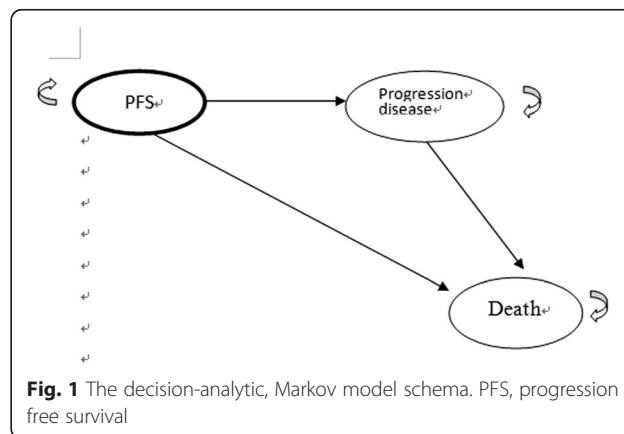 PFS↵
Progression↵
disease↵
↵
↵
↵
↵
↵
↵
↵
↵
Death↵
Fig. 1 The decision-analytic, Markov model schema. PFS, progression
free survival